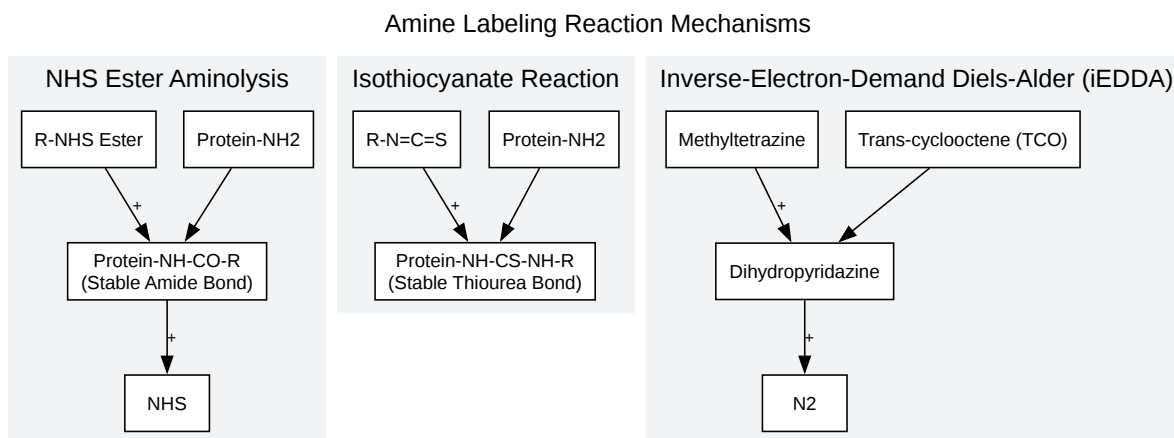 Amine Labeling Reaction Mechanisms
NHS Ester Aminolysis
R-NHS Ester
Protein-NH2
+
Protein-NH-CO-R
(Stable Amide Bond)
+
NHS
Isothiocyanate Reaction
R-N=C=S
Protein-NH2
+
Protein-NH-CS-NH-R
(Stable Thiourea Bond)
Inverse-Electron-Demand Diels-Alder (iEDDA)
Methyltetrazine
Trans-cyclooctene (TCO)
+
Dihydropyridazine
+
N2